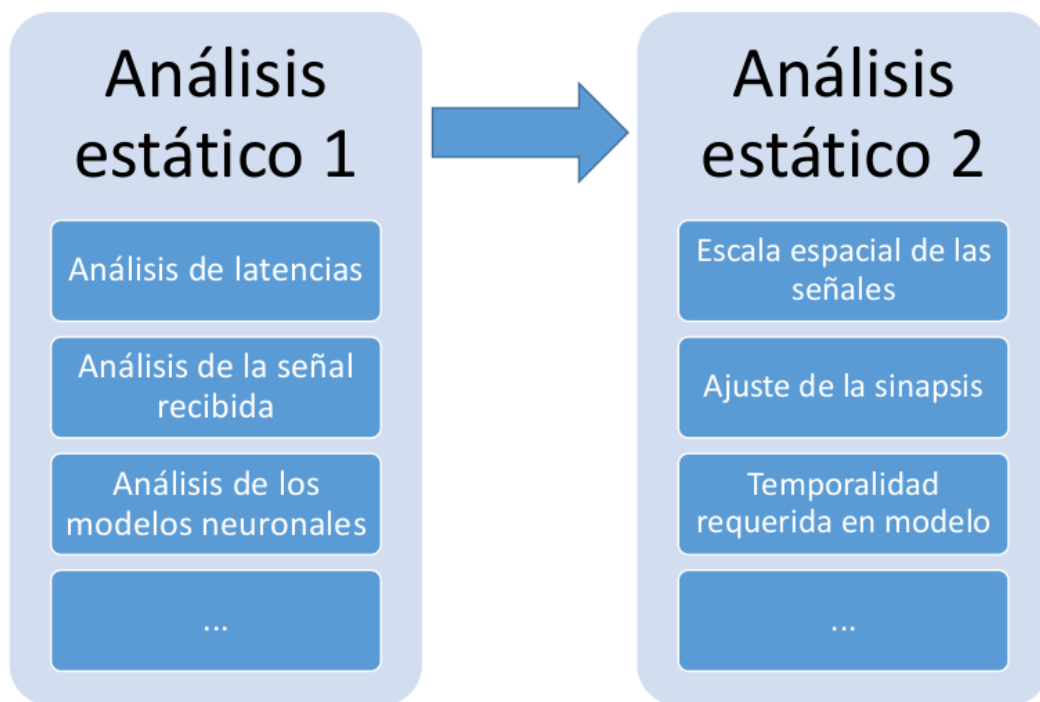 Análisis
estático 1
Análisis de latencias
Análisis de la señal
recibida
Análisis de los
modelos neuronales
...
Análisis
estático 2
Escala espacial de las
señales
Ajuste de la sinapsis
Temporalidad
requerida en modelo
...